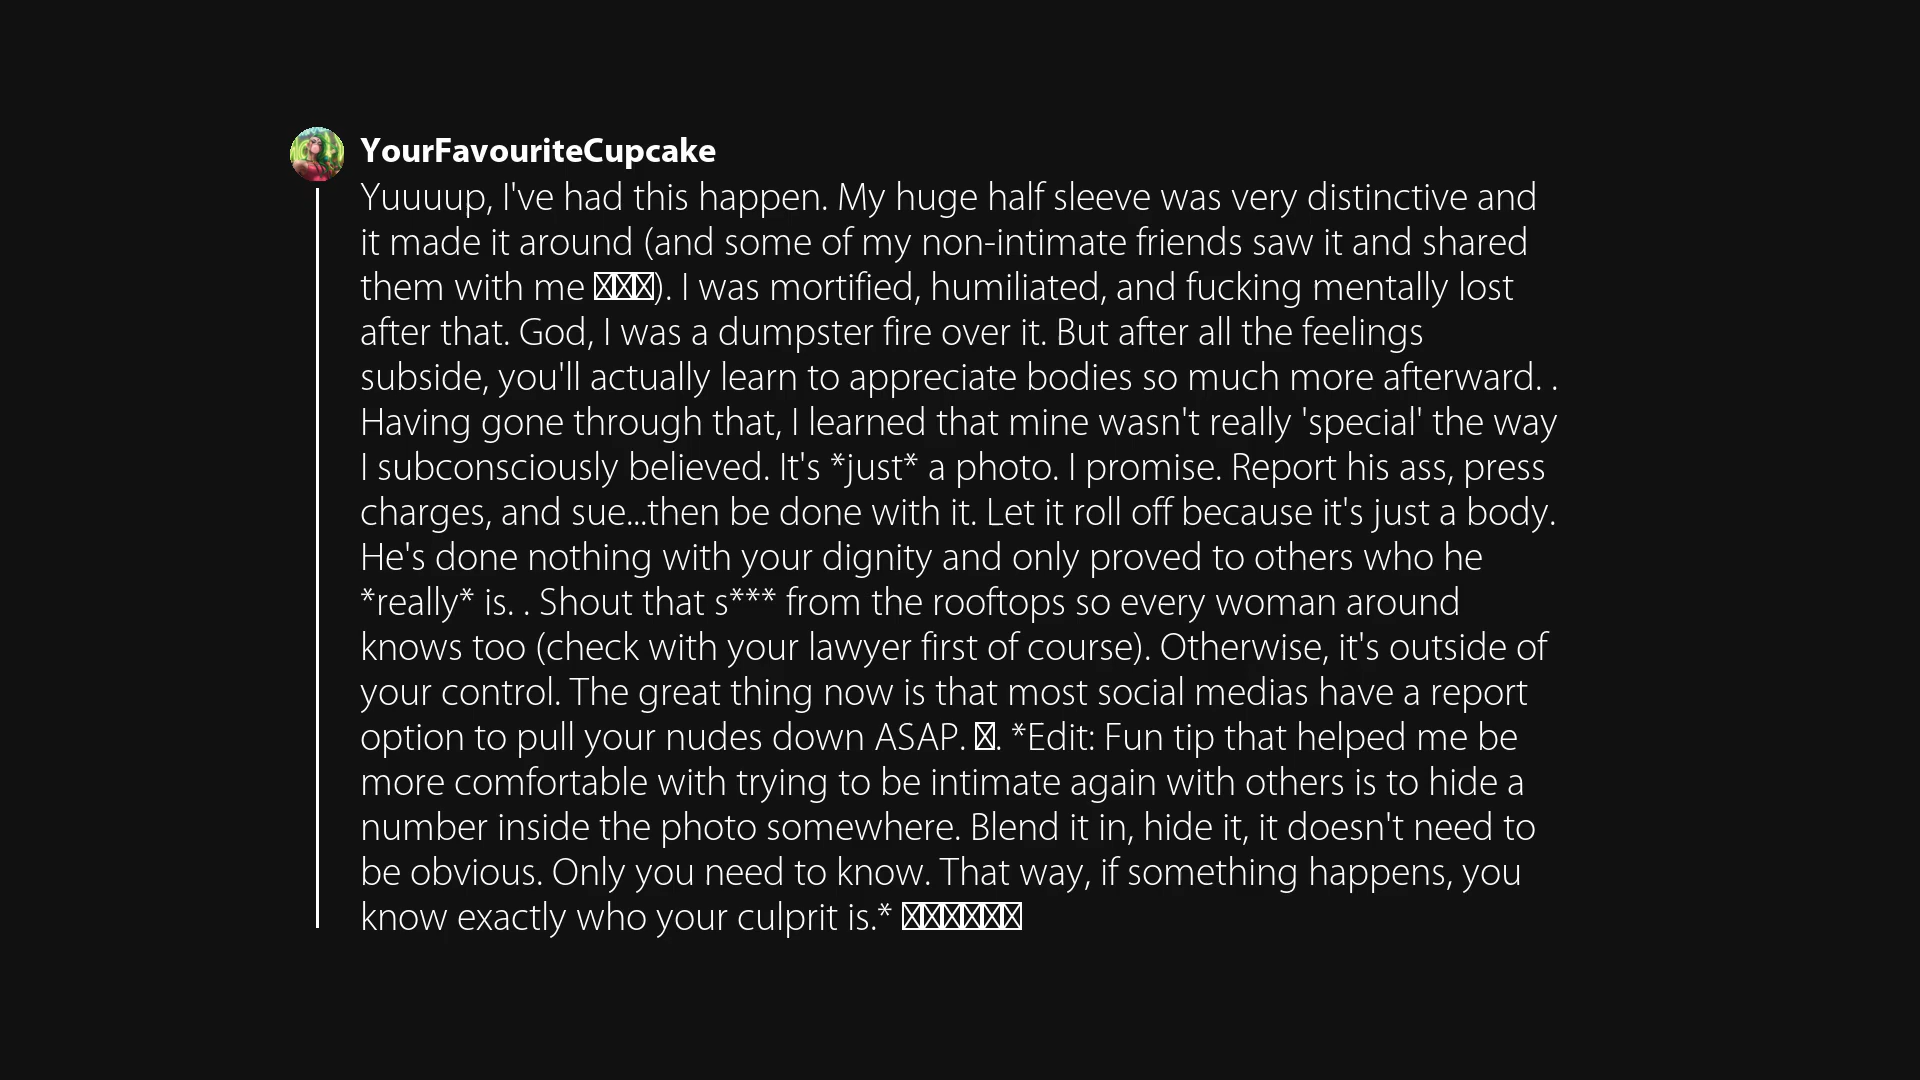 YourFavouriteCupcake
Yuuuup, I've had this happen. My huge half sleeve was very distinctive and
it made it around (and some of my non-intimate friends saw it and shared
them with me ). I was mortified, humiliated, and fucking mentally lost
after that. God, I was a dumpster fire over it. But after all the feelings
subside, you'll actually learn to appreciate bodies so much more afterward. .
Having gone through that, I learned that mine wasn't really 'special' the way
I subconsciously believed. It's *just* a photo. I promise. Report his ass, press
charges, and sue...then be done with it. Let it roll off because it's just a body.
He's done nothing with your dignity and only proved to others who he
*really* is. . Shout that s*** from the rooftops so every woman around
knows too (check with your lawyer first of course). Otherwise, it's outside of
your control. The great thing now is that most social medias have a report
option to pull your nudes down ASAP. . *Edit: Fun tip that helped me be
more comfortable with trying to be intimate again with others is to hide a
number inside the photo somewhere. Blend it in, hide it, it doesn't need to
be obvious. Only you need to know. That way, if something happens, you
know exactly who your culprit is.*